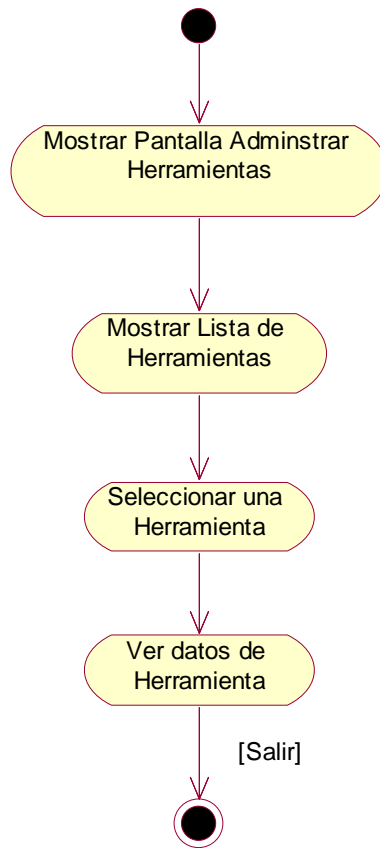 Mostrar Pantalla Adminstrar
Herramientas
Mostrar Lista de
Herramientas
Seleccionar una
Herramienta
Ver datos de
Herramienta
[Salir]